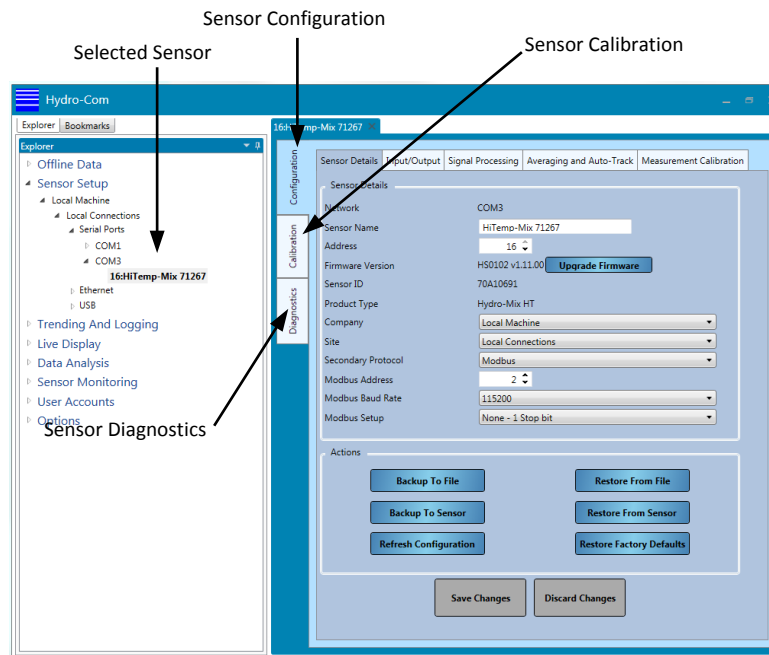 Sensor Configuration
Selected Sensor
Sensor Calibration
Hydro-Com
Explorer Bookmarks
Explorer
Offline Data
Sensor Setup
Local Machine
Local Connections
Serial Ports
COM1
COM3
16:HiTemp-Mix 71267
Ethernet
USB
Trending And Logging
Live Display
Data Analysis
Sensor Monitoring
User Accounts
Options
Sensor Diagnostics
16:HiTemp-Mix 71267
Configuration
Calibration
Diagnostics
Sensor Details Input/Output Signal Processing Averaging and Auto-Track Measurement Calibration
Sensor Details
Network COM3
Sensor Name HiTemp-Mix 71267
Address 16
Firmware Version HS0102 v1.11.00 Upgrade Firmware
Sensor ID 70A10691
Product Type Hydro-Mix HT
Company Local Machine
Site Local Connections
Secondary Protocol Modbus
Modbus Address 2
Modbus Baud Rate 115200
Modbus Setup None - 1 Stop bit
Actions
Backup To File Restore From File
Backup To Sensor Restore From Sensor
Refresh Configuration Restore Factory Defaults
Save Changes Discard Changes